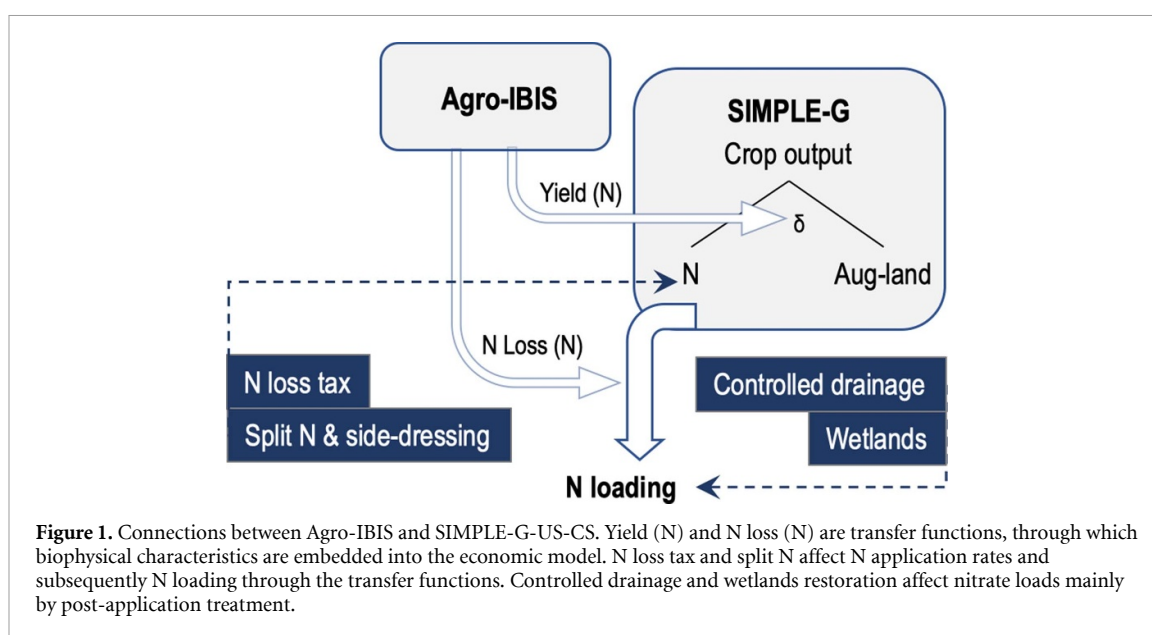 Agro-IBIS
SIMPLE-G
Crop output
Yield (N)
δ
N
Aug-land
N Loss (N)
N loss tax
Split N & side-dressing
Controlled drainage
Wetlands
N loading
Figure 1. Connections between Agro-IBIS and SIMPLE-G-US-CS. Yield (N) and N loss (N) are transfer functions, through which
biophysical characteristics are embedded into the economic model. N loss tax and split N affect N application rates and
subsequently N loading through the transfer functions. Controlled drainage and wetlands restoration affect nitrate loads mainly
by post-application treatment.